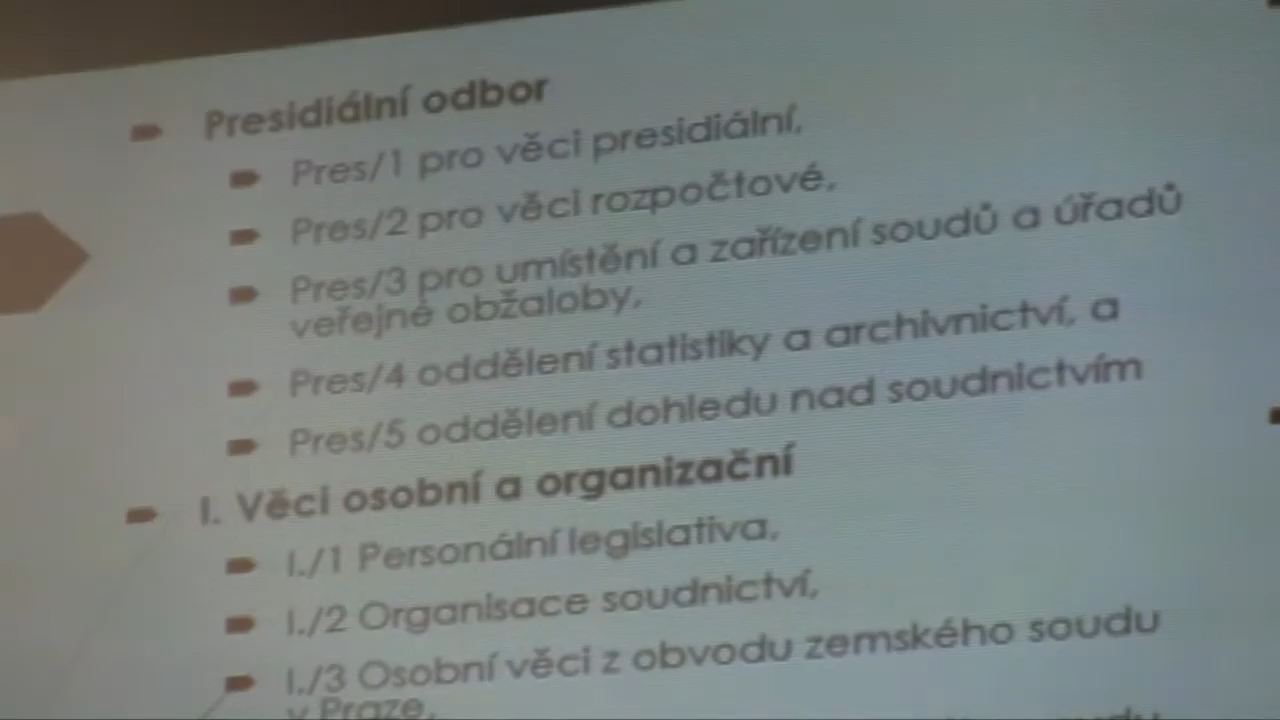 Presidiální odbor
Pres/1 pro věci presidiální,
Pres/2 pro věci rozpočtové,
Pres/3 pro umístění a zařízení soudů a úřadů
veřejné obžaloby,
Pres/4 oddělení statistiky a archivnictví, a
Pres/5 oddělení dohledu nad soudnictvím
I. Věci osobní a organizační
I./1 Personální legislativa,
I./2 Organisace soudnictví,
I./3 Osobní věci z obvodu zemského soudu
v Praze,